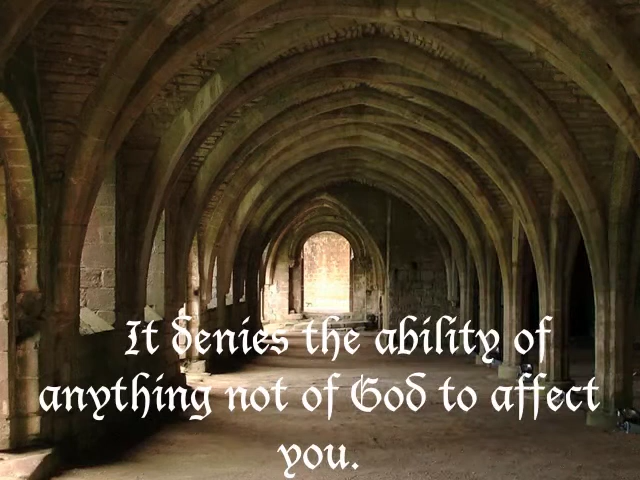 It denies the ability of
anything not of God to affect
you.